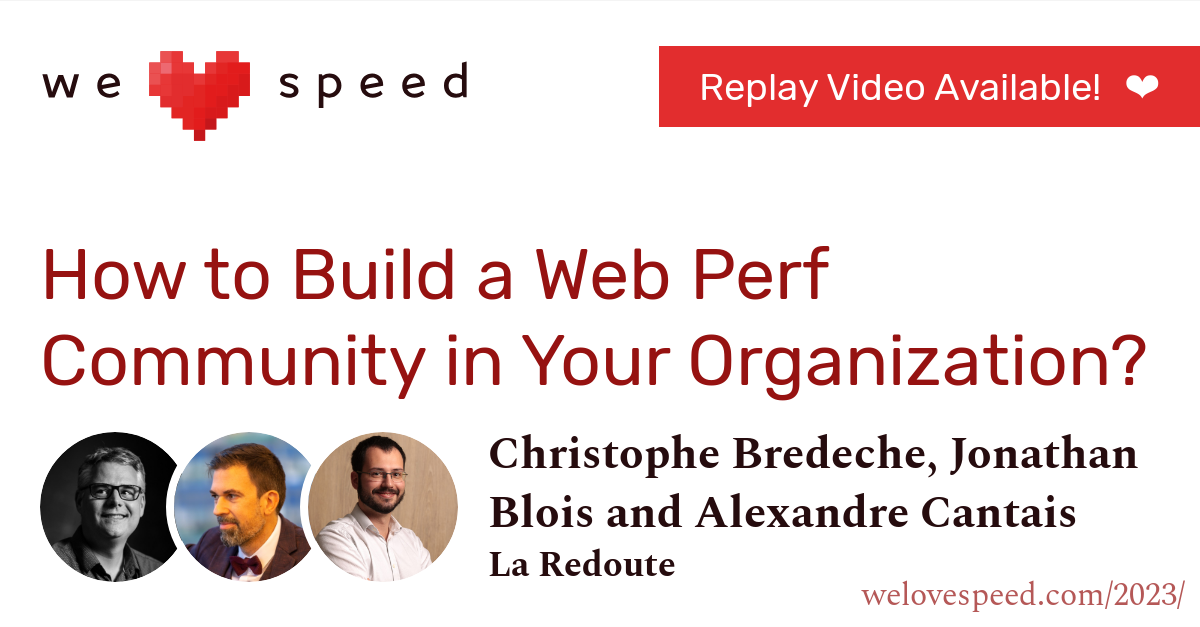 we ❤ speed
Replay Video Available! ❤
How to Build a Web Perf
Community in Your Organization?
Christophe Bredeche, Jonathan
Blois and Alexandre Cantais
La Redoute
welovespeed.com/2023/